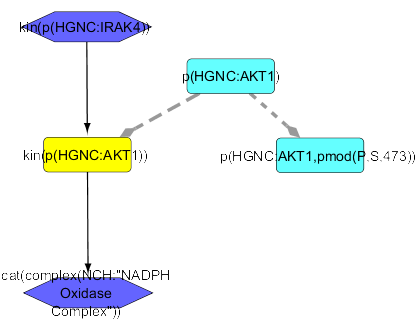 kin(p(HGNC:IRAK4))
p(HGNC:AKT1)
kin(p(HGNC:AKT1))
p(HGNC:AKT1,pmod(P,S,473))
cat(complex(NCH:"NADPH
Oxidase
Complex"))